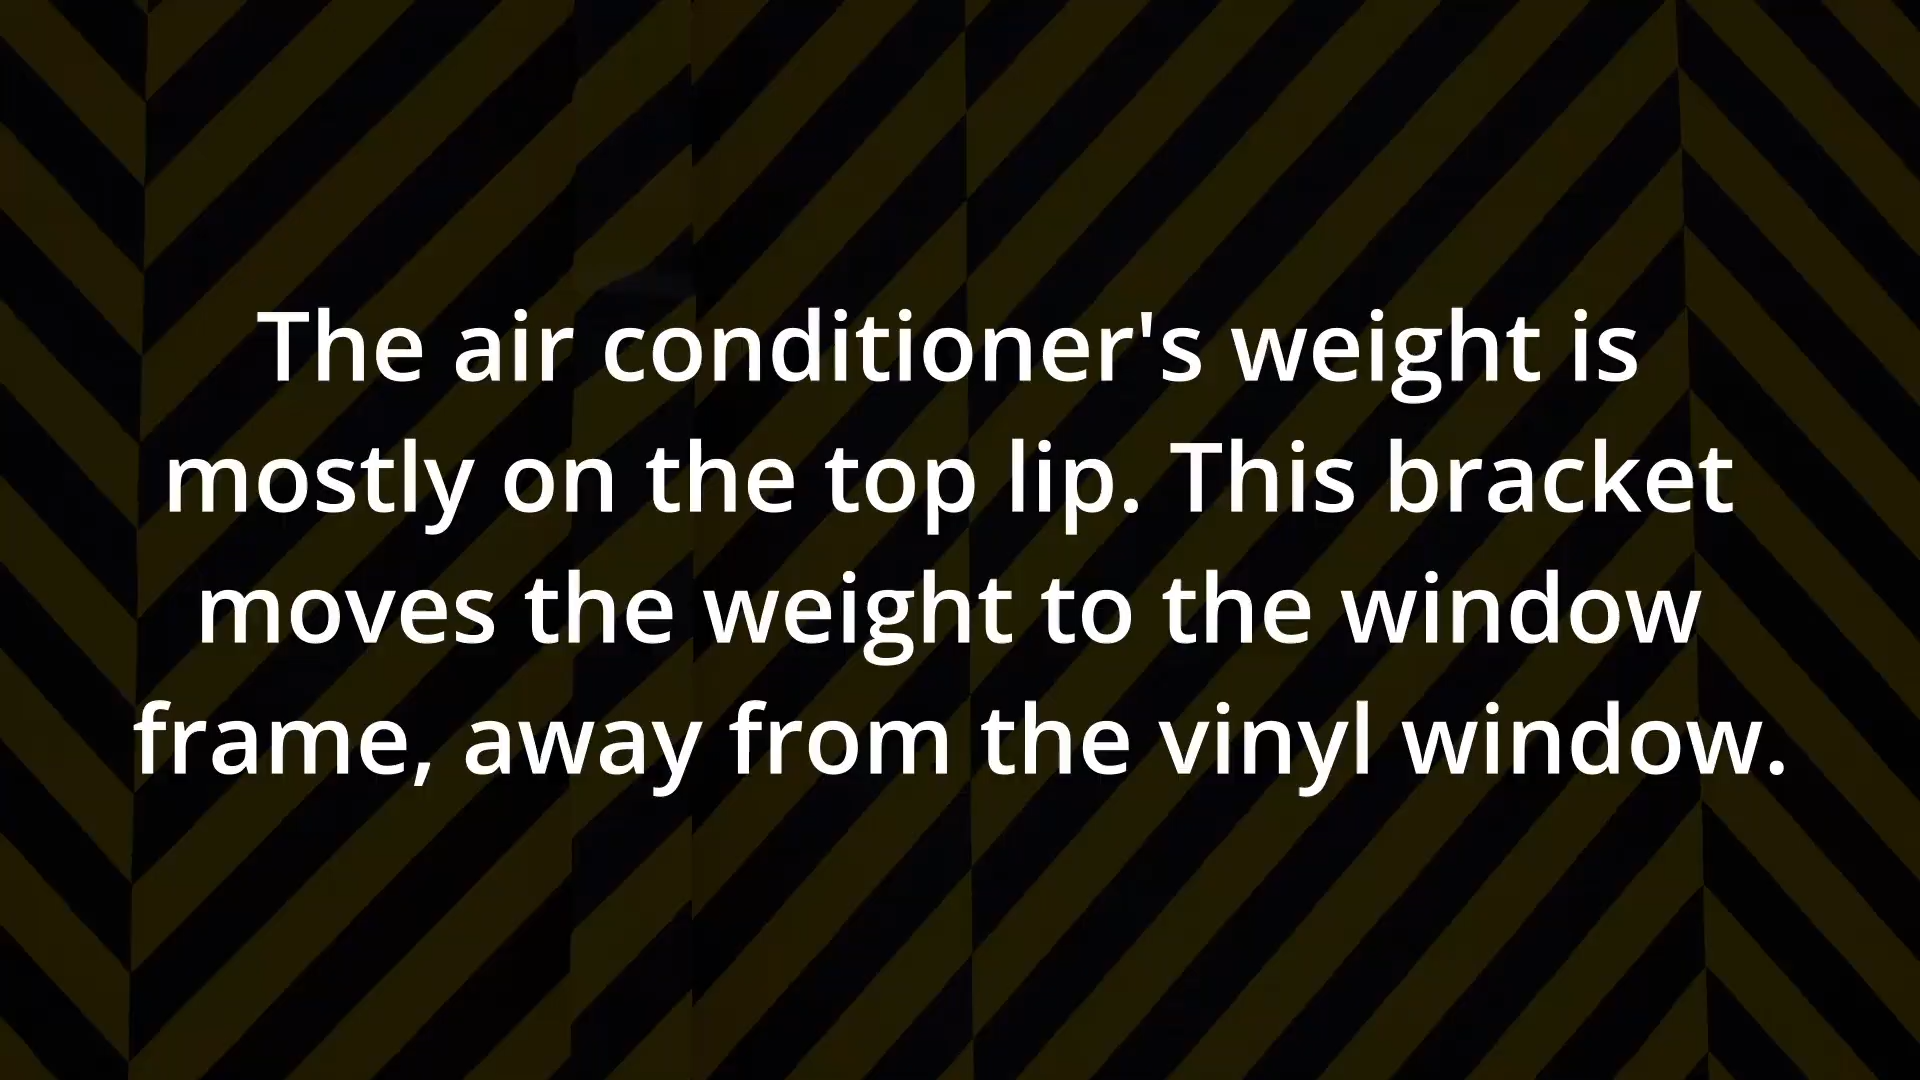 The air conditioner's weight is
mostly on the top lip. This bracket
moves the weight to the window
frame, away from the vinyl window.